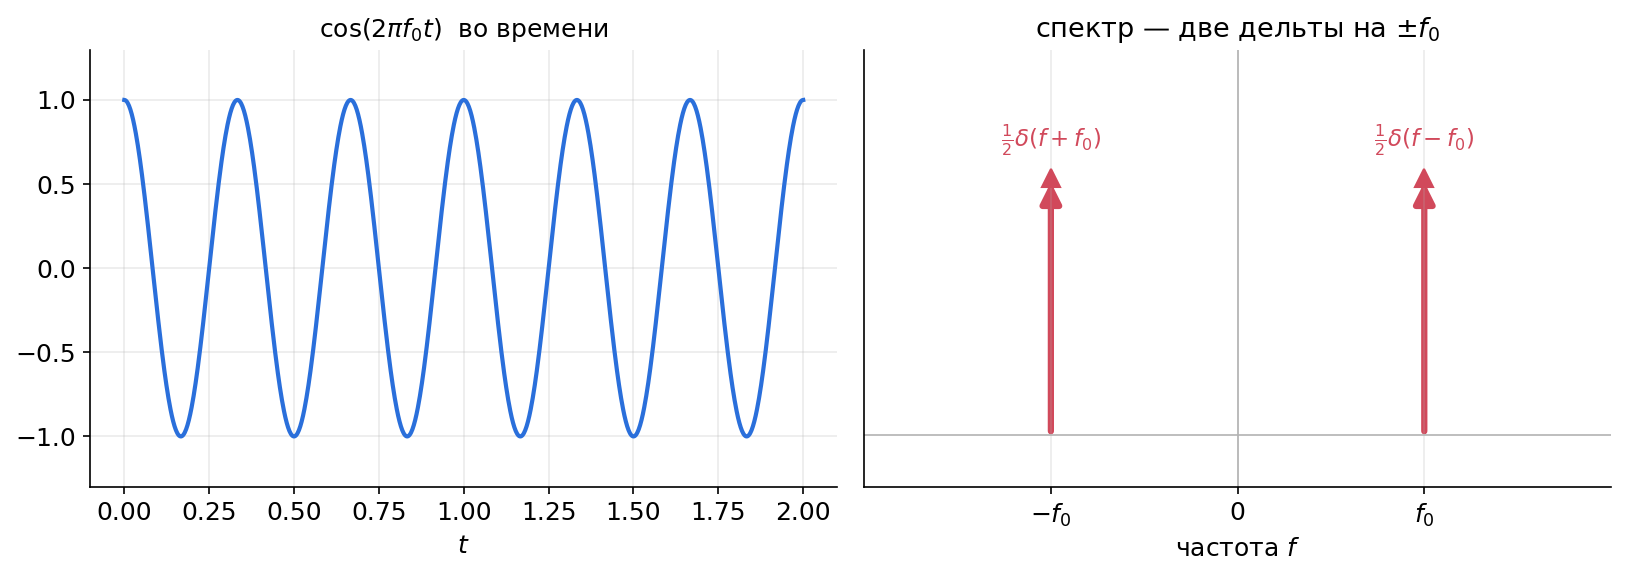 cos(2πf₀t) во времени
1.0
0.5
0.0
−0.5
−1.0
0.00 0.25 0.50 0.75 1.00 1.25 1.50 1.75 2.00
t
спектр — две дельты на ±f₀
½δ(f + f₀)
½δ(f − f₀)
−f₀ 0 f₀
частота f